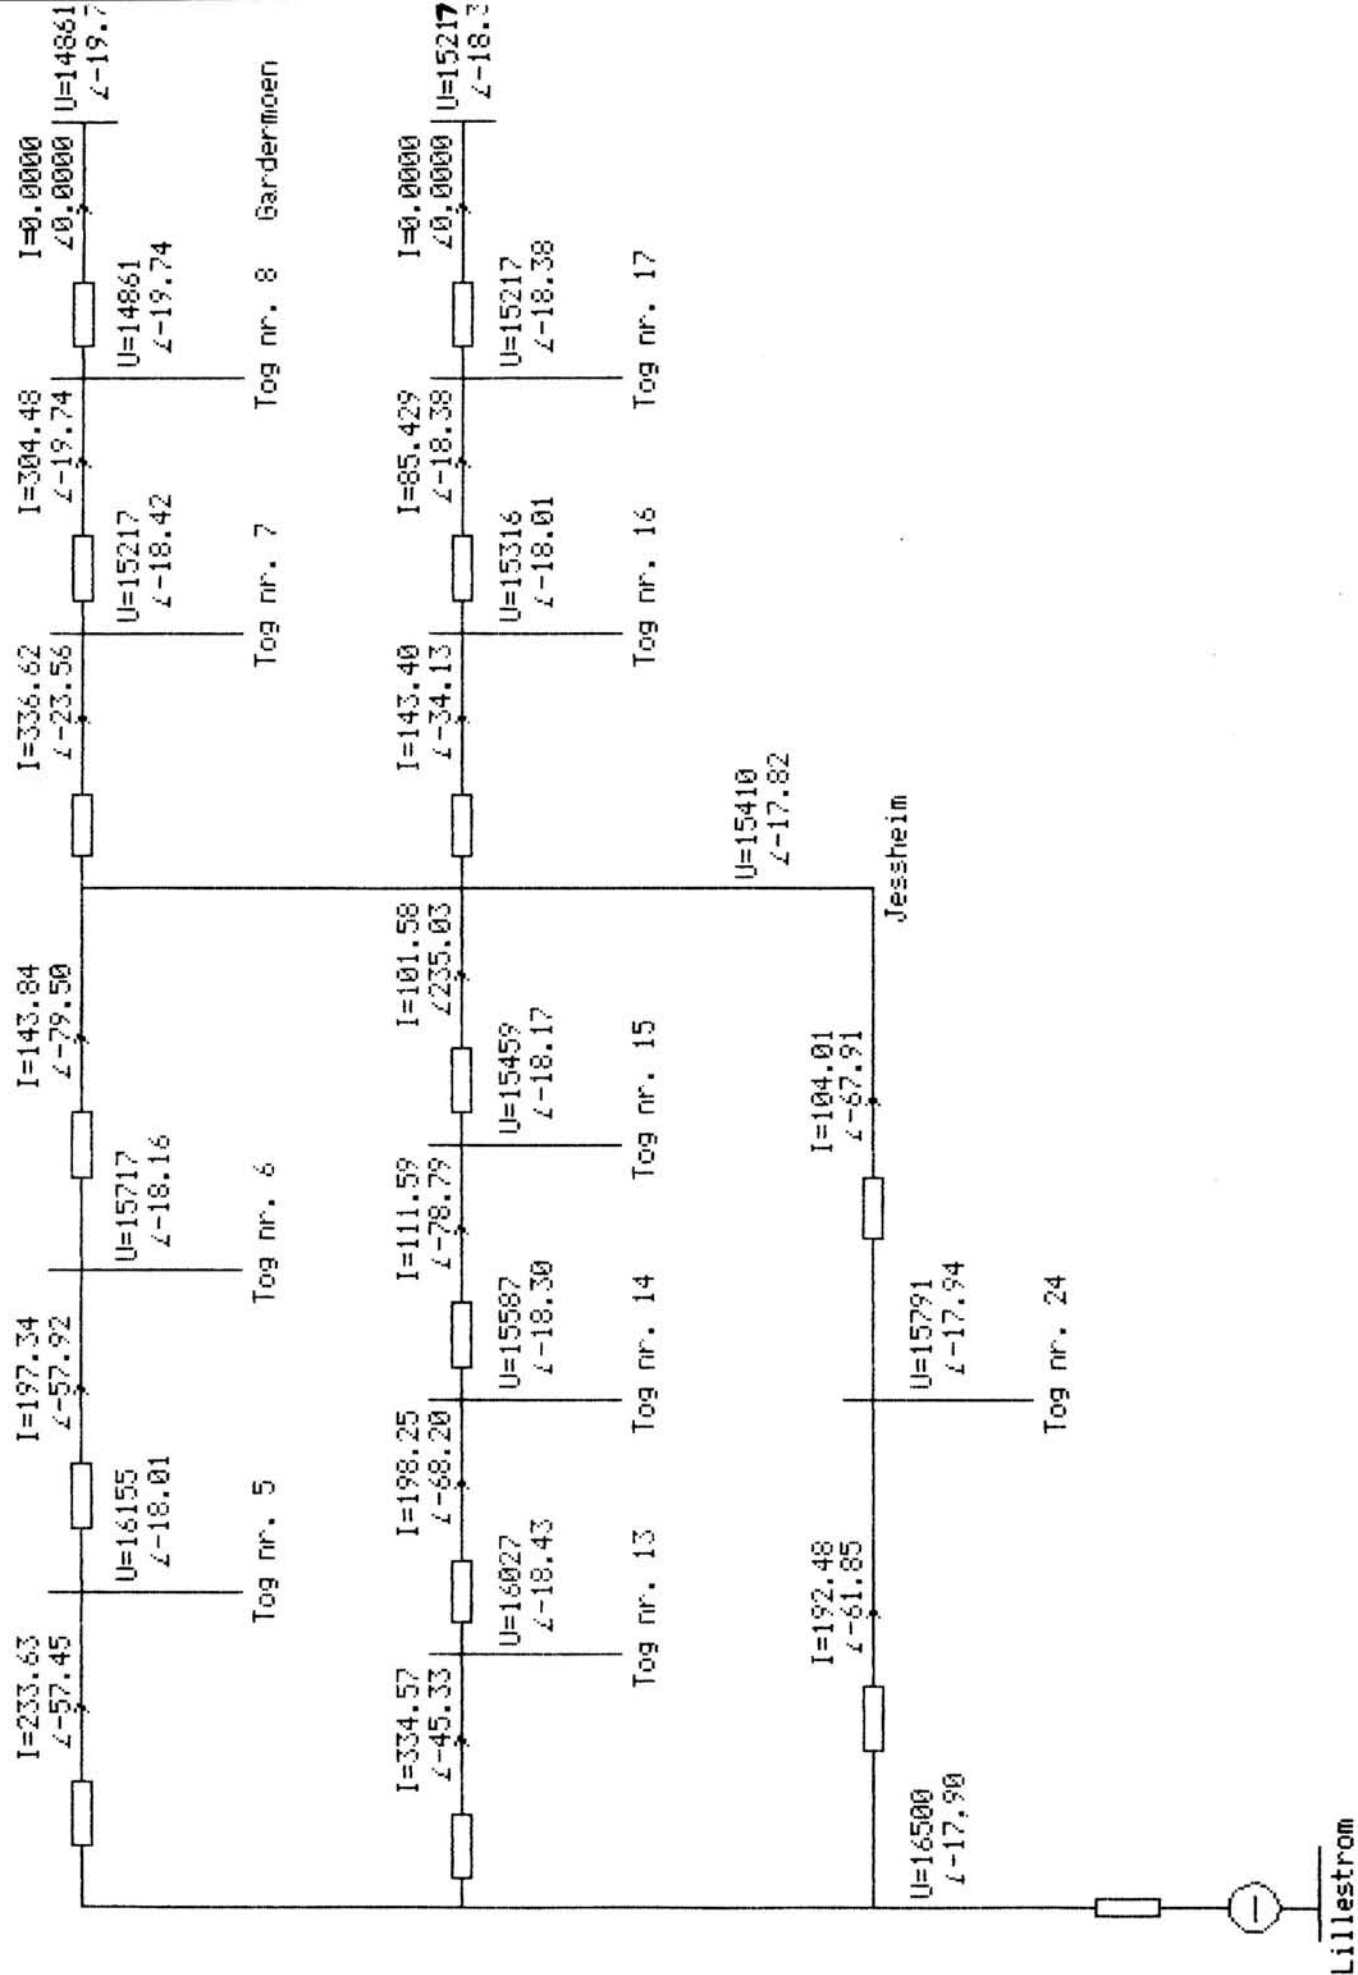 I=233.63
∠-57.45
I=197.34
∠-57.92
I=143.84
∠-79.50
I=336.62
∠-23.56
I=304.48
∠-19.74
I=0.0000
∠0.0000
U=14861
∠-19.7
U=16155
∠-18.01
U=15717
∠-18.16
U=15217
∠-18.42
U=14861
∠-19.74
Tog nr. 5
Tog nr. 6
Tog nr. 7
Tog nr. 8
Gardermoen
I=334.57
∠-45.33
I=198.25
∠-68.20
I=111.59
∠-78.79
I=101.58
∠235.03
I=143.40
∠-34.13
I=85.429
∠-18.38
I=0.0000
∠0.0000
U=15217
∠-18.3
U=16027
∠-18.43
U=15587
∠-18.30
U=15459
∠-18.17
U=15316
∠-18.01
U=15217
∠-18.38
Tog nr. 13
Tog nr. 14
Tog nr. 15
Tog nr. 16
Tog nr. 17
U=15410
∠-17.82
I=192.48
∠-61.85
I=104.01
∠-67.91
Jessheim
U=16500
∠-17.90
U=15791
∠-17.94
Tog nr. 24
Lillestrom